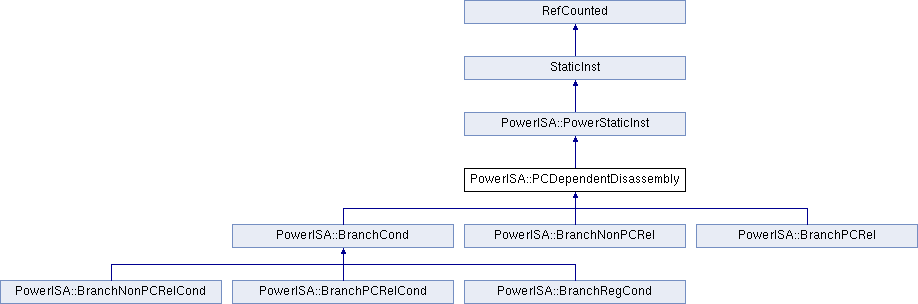 RefCounted
StaticInst
PowerISA::PowerStaticInst
PowerISA::PCDependentDisassembly
PowerISA::BranchCond
PowerISA::BranchNonPCRel
PowerISA::BranchPCRel
PowerISA::BranchNonPCRelCond
PowerISA::BranchPCRelCond
PowerISA::BranchRegCond